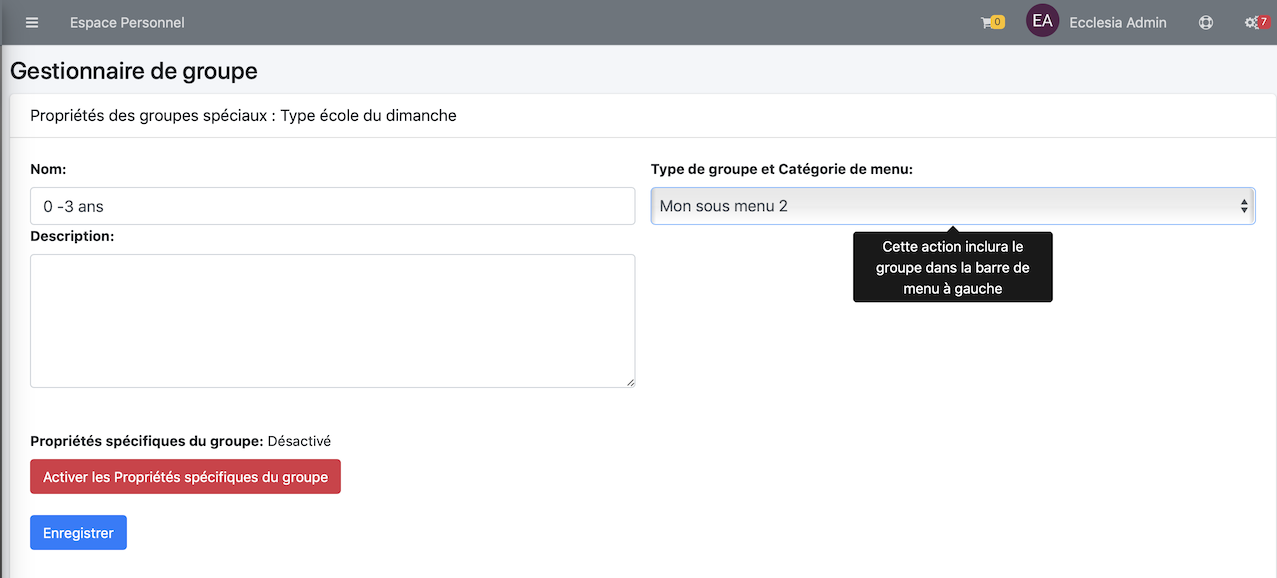 Espace Personnel
0
EA
Ecclesia Admin
7
Gestionnaire de groupe
Propriétés des groupes spéciaux : Type école du dimanche
Nom:
Type de groupe et Catégorie de menu:
0 -3 ans
Mon sous menu 2
Description:
Cette action inclura le
groupe dans la barre de
menu à gauche
Propriétés spécifiques du groupe: Désactivé
Activer les Propriétés spécifiques du groupe
Enregistrer